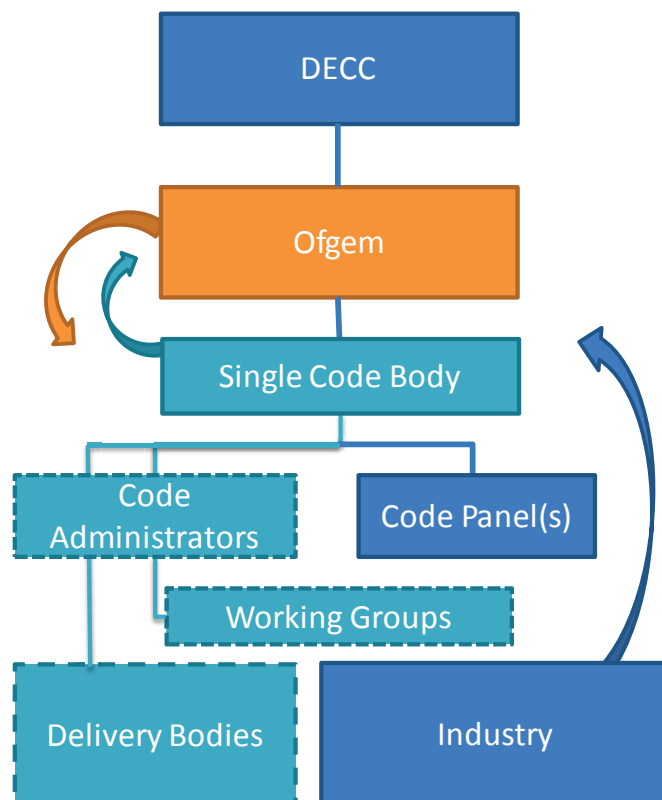 DECC
Ofgem
Single Code Body
Code
Administrators
Code Panel(s)
Working Groups
Delivery Bodies
Industry